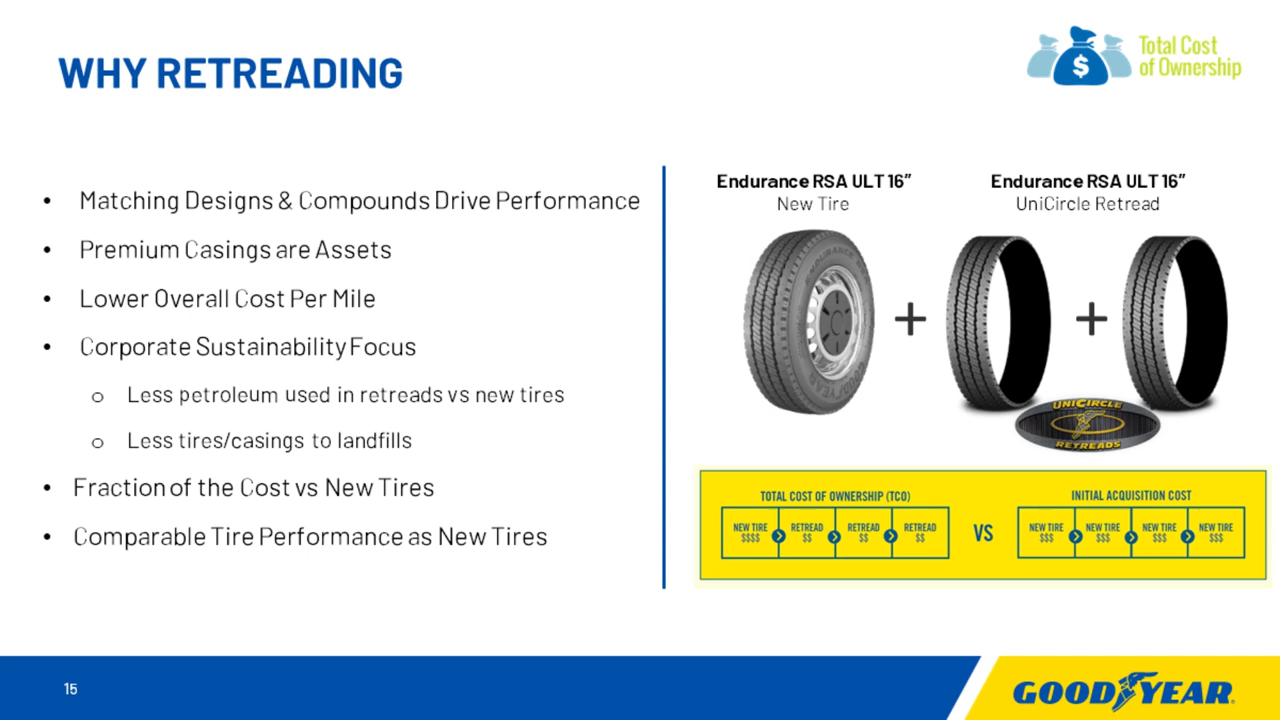 WHY RETREADING
Total Cost
of Ownership
$
• Matching Designs & Compounds Drive Performance
• Premium Casings are Assets
• Lower Overall Cost Per Mile
• Corporate Sustainability Focus
o Less petroleum used in retreads vs new tires
o Less tires/casings to landfills
• Fraction of the Cost vs New Tires
• Comparable Tire Performance as New Tires
Endurance RSA ULT 16”
New Tire
Endurance RSA ULT 16”
UniCircle Retread
ENDURANCE RSA
GOODYEAR
+
+
UNICIRCLE
RETREADS
TOTAL COST OF OWNERSHIP (TCO)
NEW TIRE RETREAD RETREAD RETREAD
$$$$ $$ $$ $$
VS
INITIAL ACQUISITION COST
NEW TIRE NEW TIRE NEW TIRE NEW TIRE
$$$ $$$ $$$ $$$
15
GOODYEAR